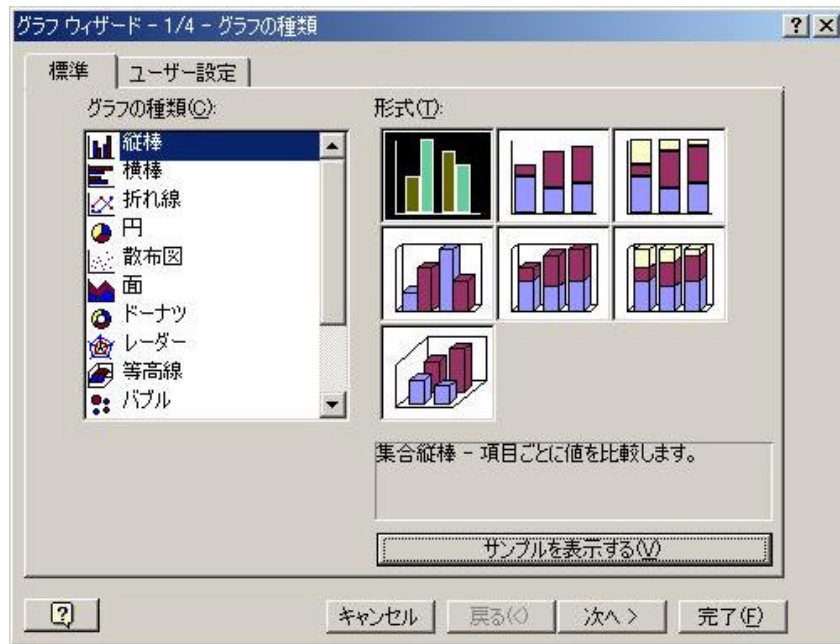 グラフ ウィザード - 1/4 - グラフの種類
標準
ユーザー設定
グラフの種類(C):
縦棒
横棒
折れ線
円
散布図
面
ドーナツ
レーダー
等高線
バブル
形式(T):
集合縦棒 - 項目ごとに値を比較します。
サンプルを表示する(V)
キャンセル
戻る(<
次へ >
完了(F)